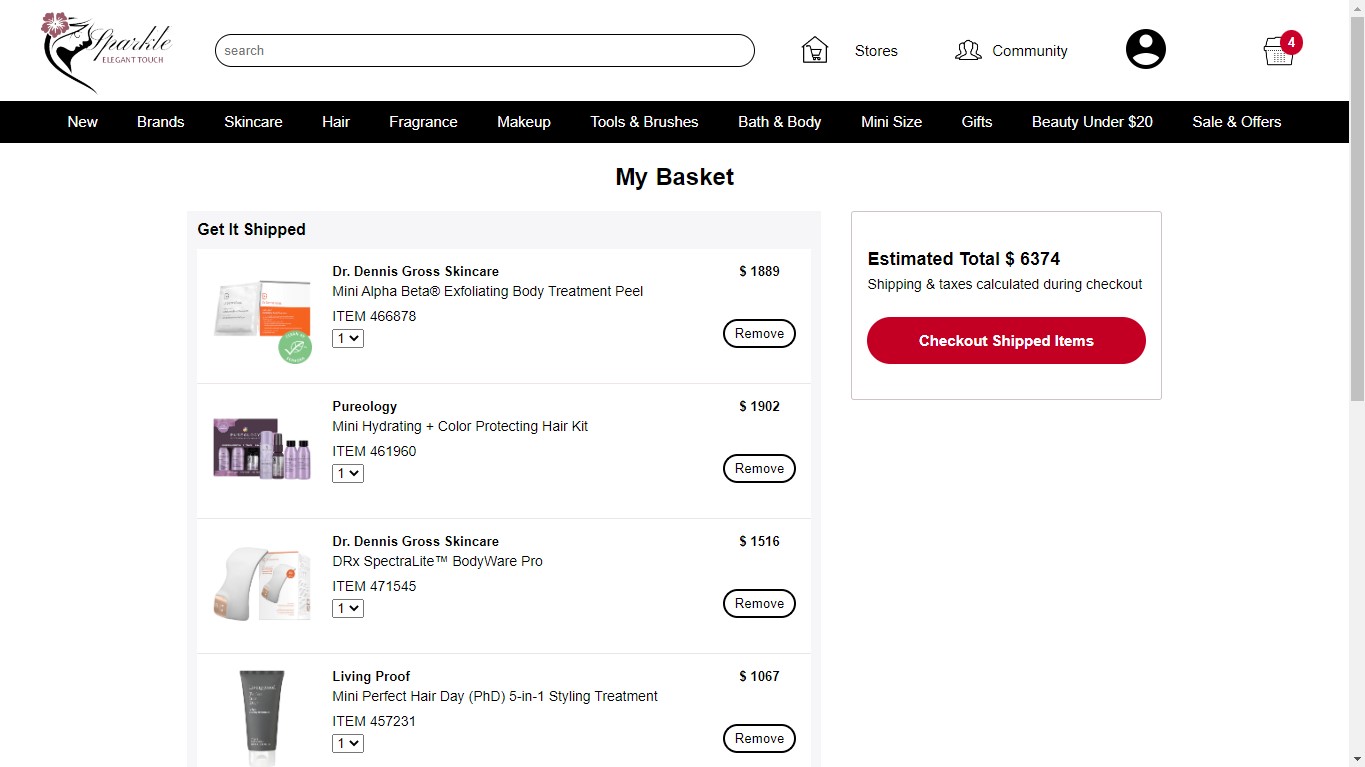 Sparkle
ELEGANT TOUCH
search
Stores
Community
4
New
Brands
Skincare
Hair
Fragrance
Makeup
Tools & Brushes
Bath & Body
Mini Size
Gifts
Beauty Under $20
Sale & Offers
My Basket
Get It Shipped
Dr. Dennis Gross Skincare
$ 1889
Mini Alpha Beta® Exfoliating Body Treatment Peel
ITEM 466878
1
Remove
Pureology
$ 1902
Mini Hydrating + Color Protecting Hair Kit
ITEM 461960
1
Remove
Dr. Dennis Gross Skincare
$ 1516
DRx SpectraLite™ BodyWare Pro
ITEM 471545
1
Remove
Living Proof
$ 1067
Mini Perfect Hair Day (PhD) 5-in-1 Styling Treatment
ITEM 457231
1
Remove
Estimated Total $ 6374
Shipping & taxes calculated during checkout
Checkout Shipped Items